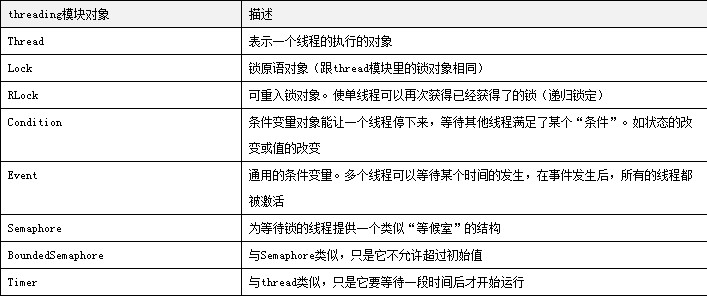 threading模块对象 描述
Thread 表示一个线程的执行的对象
Lock 锁原语对象（跟thread模块里的锁对象相同）
RLock 可重入锁对象。使单线程可以再次获得已经获得了的锁（递归锁定）
Condition 条件变量对象能让一个线程停下来，等待其他线程满足了某个“条件”。如状态的改
变或值的改变
Event 通用的条件变量。多个线程可以等待某个时间的发生，在事件发生后，所有的线程都
被激活
Semaphore 为等待锁的线程提供一个类似“等候室”的结构
BoundedSemaphore 与Semaphore类似，只是它不允许超过初始值
Timer 与thread类似，只是它要等待一段时间后才开始运行